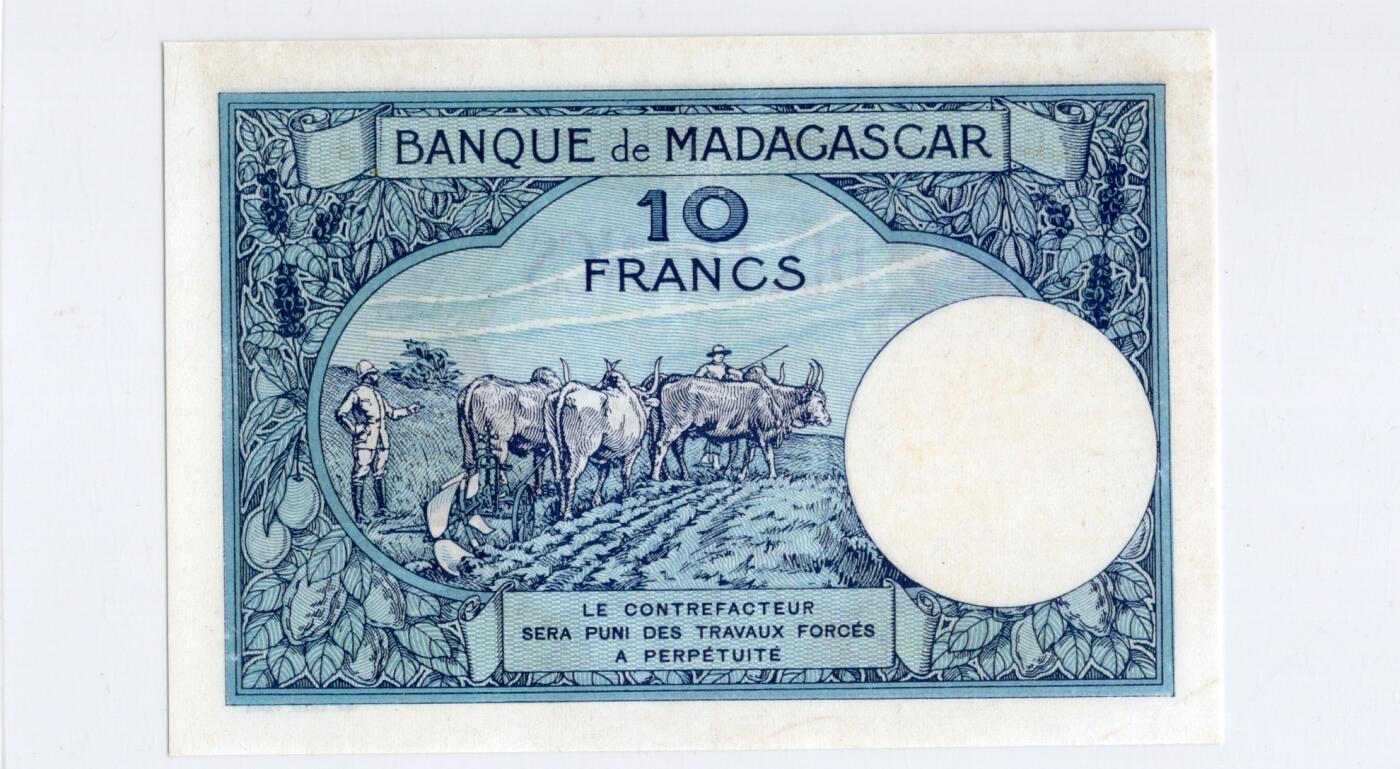 BANQUE de MADAGASCAR
10
FRANCS
LE CONTREFACTEUR
SERA PUNI DES TRAVAUX FORCÉS
A PERPÉTUITÉ